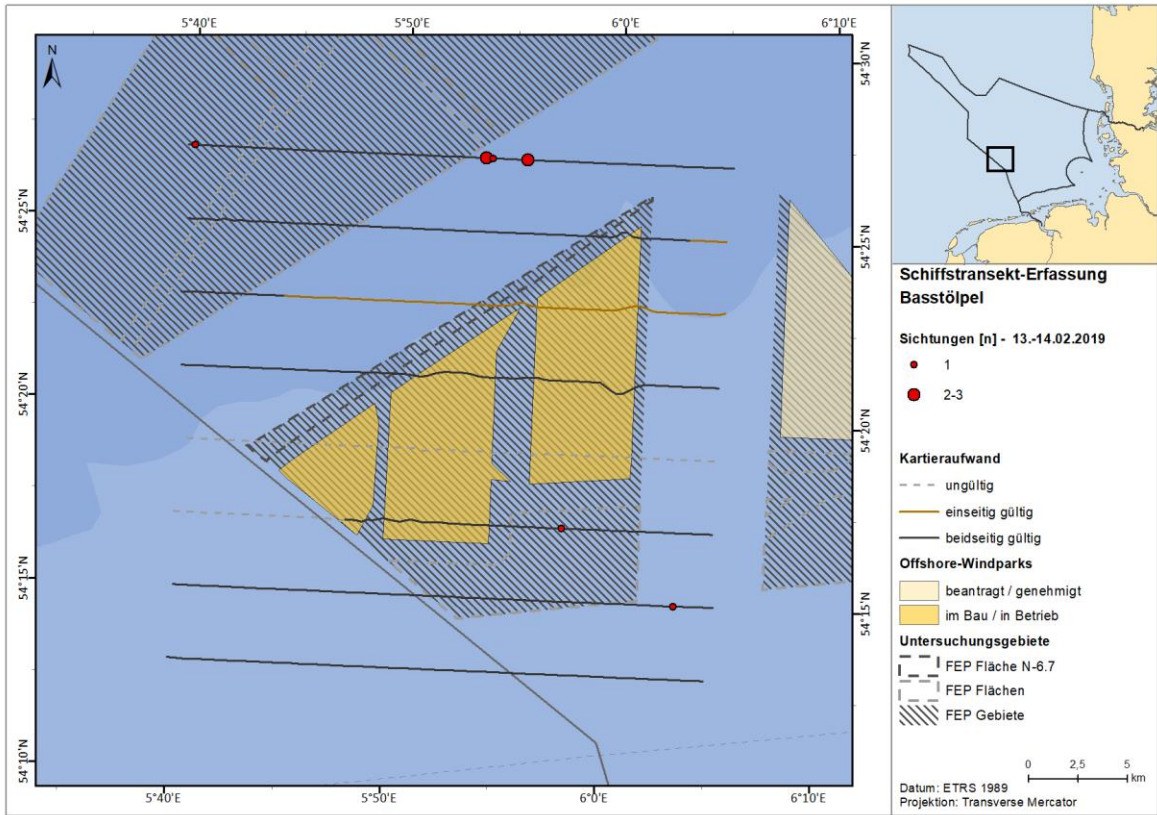 5°40'E
5°50'E
6°0'E
6°10'E
N
54°30'N
54°25'N
54°25'N
54°20'N
54°20'N
54°15'N
54°15'N
54°10'N
5°40'E
5°50'E
6°0'E
6°10'E
Schiffstransekt-Erfassung
Basstölpel
Sichtungen [n] - 13.-14.02.2019
1
2-3
Kartieraufwand
ungültig
einseitig gültig
beidseitig gültig
Offshore-Windparks
beantragt / genehmigt
im Bau / in Betrieb
Untersuchungsgebiete
FEP Fläche N-6.7
FEP Flächen
FEP Gebiete
0 2,5 5
km
Datum: ETRS 1989
Projektion: Transverse Mercator